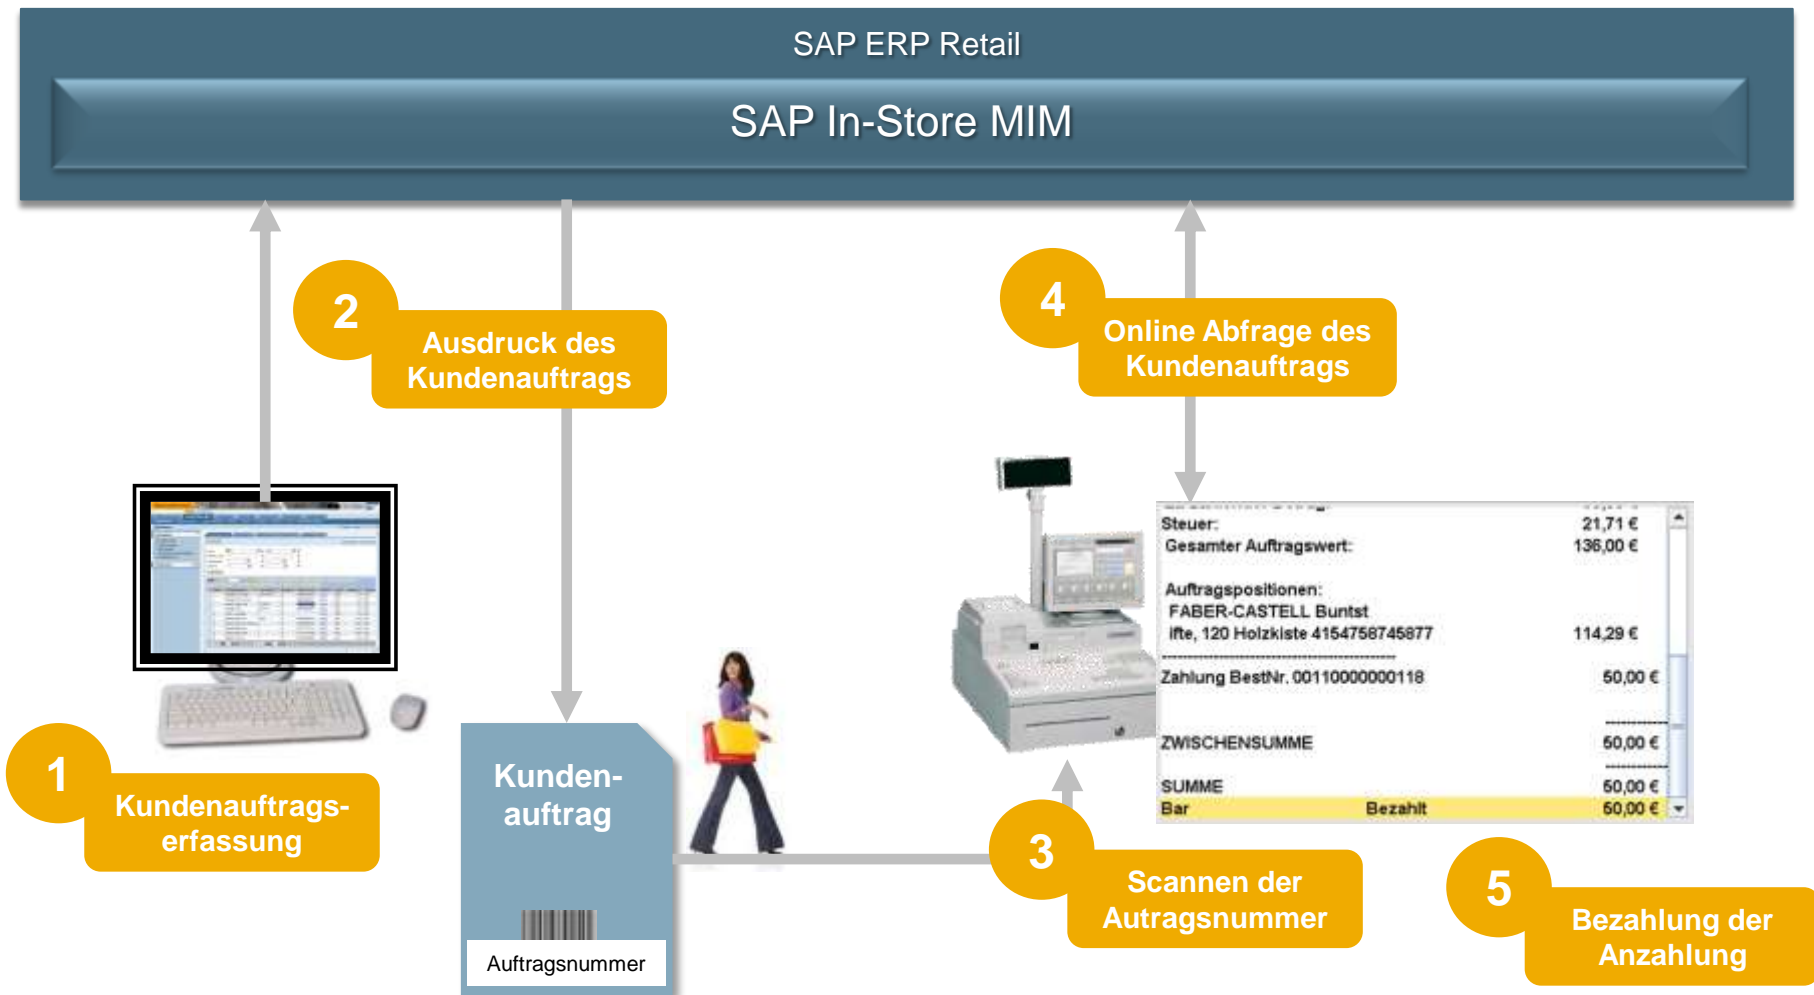 SAP ERP Retail
SAP In-Store MIM
2
Ausdruck des
Kundenauftrags
4
Online Abfrage des
Kundenauftrags
1
Kundenauftrags-
erfassung
Kunden-
auftrag
Auftragsnummer
3
Scannen der
Autragsnummer
Steuer: 21,71 €
Gesamter Auftragswert: 136,00 €
Auftragspositionen:
FABER-CASTELL Buntst
ifte, 120 Holzkiste 4154758745877 114,29 €
Zahlung BestNr. 00110000000118 50,00 €
ZWISCHENSUMME 50,00 €
SUMME 50,00 €
Bar Bezahlt 50,00 €
5
Bezahlung der
Anzahlung